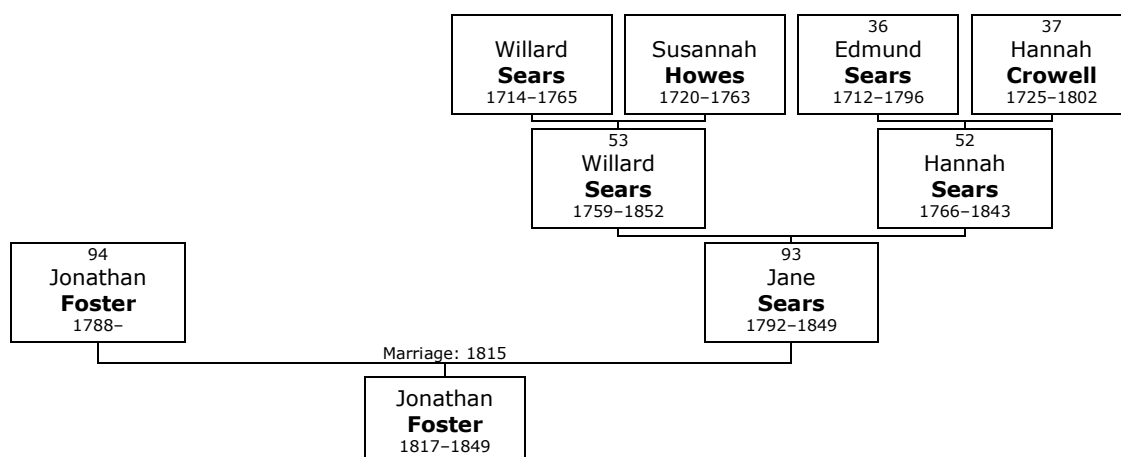 Willard
Sears
1714–1765
Susannah
Howes
1720–1763
36
Edmund
Sears
1712–1796
37
Hannah
Crowell
1725–1802
53
Willard
Sears
1759–1852
52
Hannah
Sears
1766–1843
94
Jonathan
Foster
1788–
93
Jane
Sears
1792–1849
Marriage: 1815
Jonathan
Foster
1817–1849